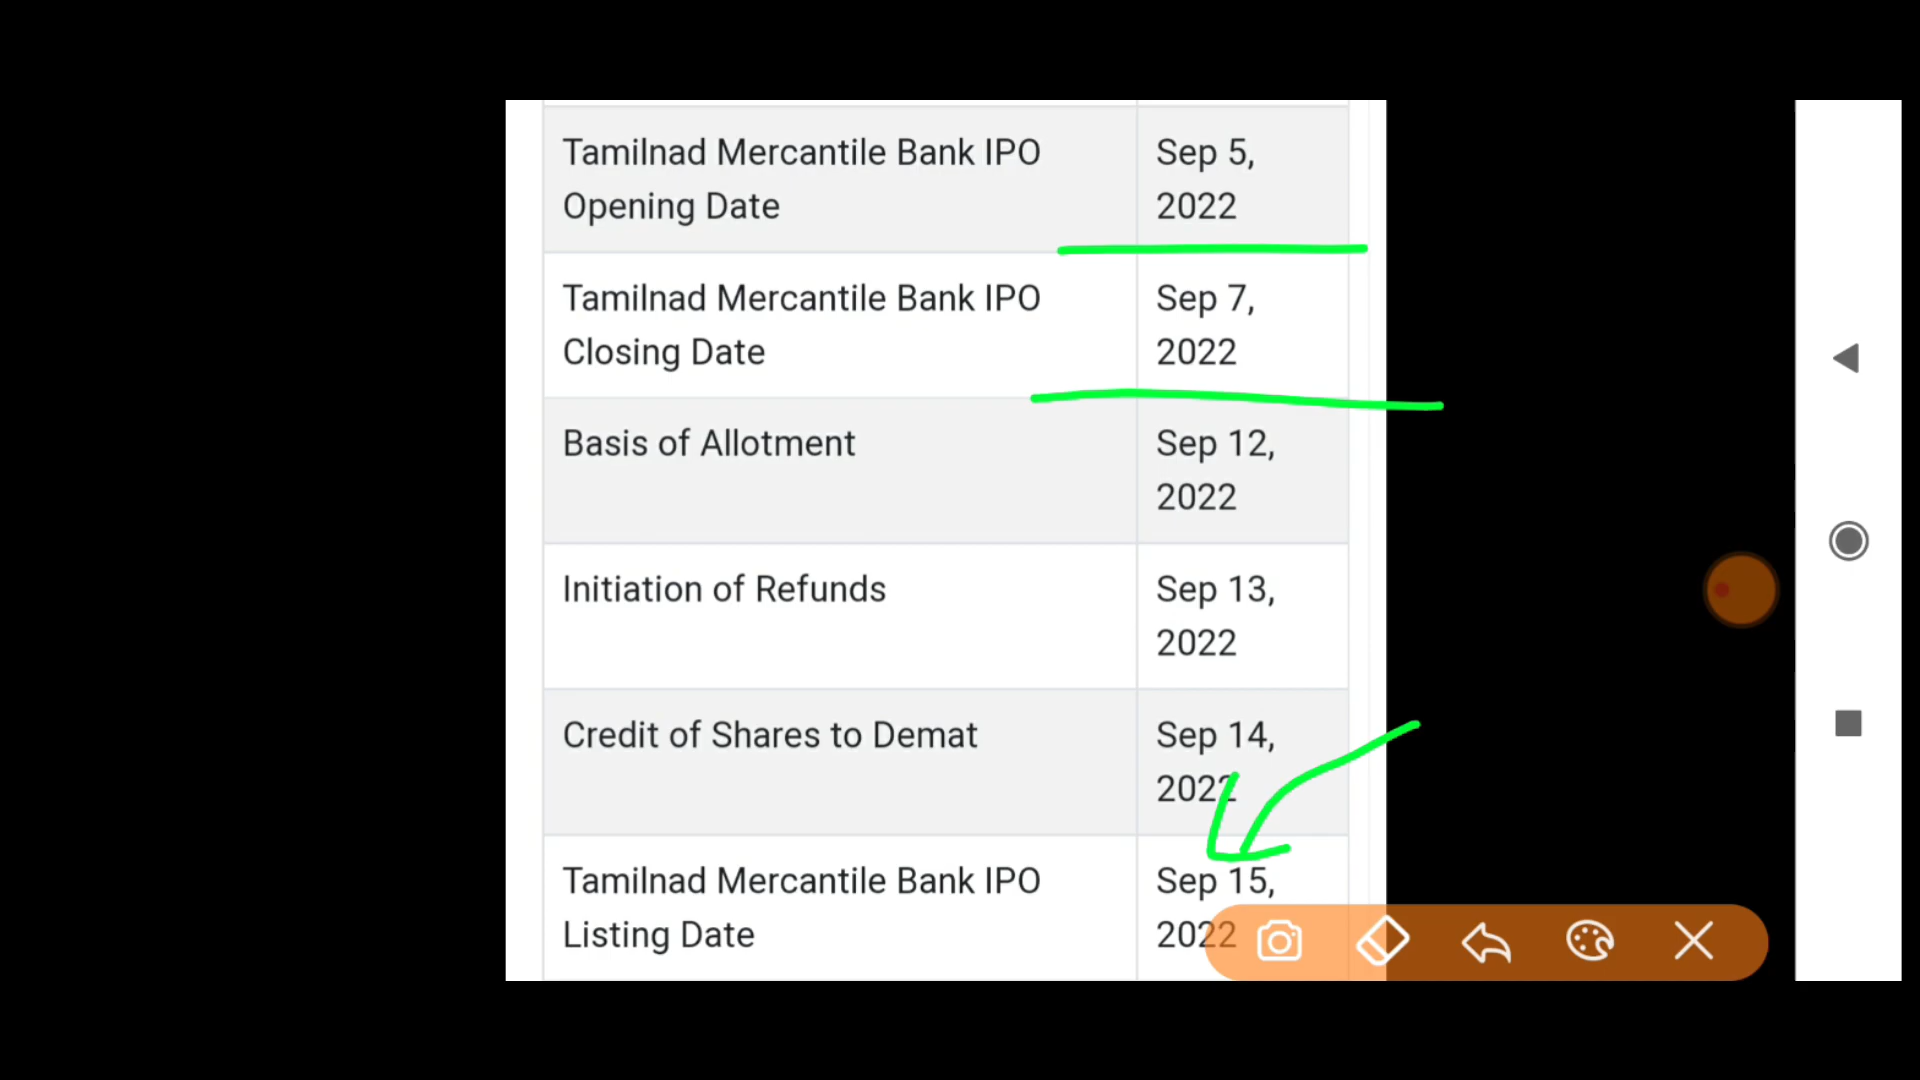 Tamilnad Mercantile Bank IPO Sep 5,
Opening Date 2022
Tamilnad Mercantile Bank IPO Sep 7,
Closing Date 2022
Basis of Allotment Sep 12,
2022
Initiation of Refunds Sep 13,
2022
Credit of Shares to Demat Sep 14,
2022
Tamilnad Mercantile Bank IPO Sep 15,
Listing Date 2022